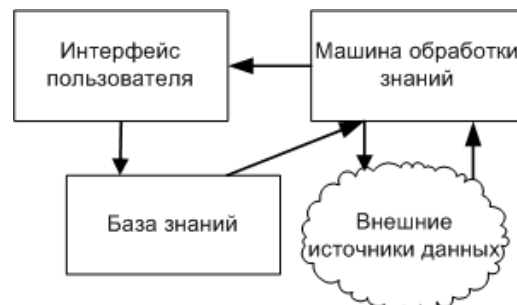 Интерфейс
пользователя
Машина обработки
знаний
База знаний
Внешние
источники данных